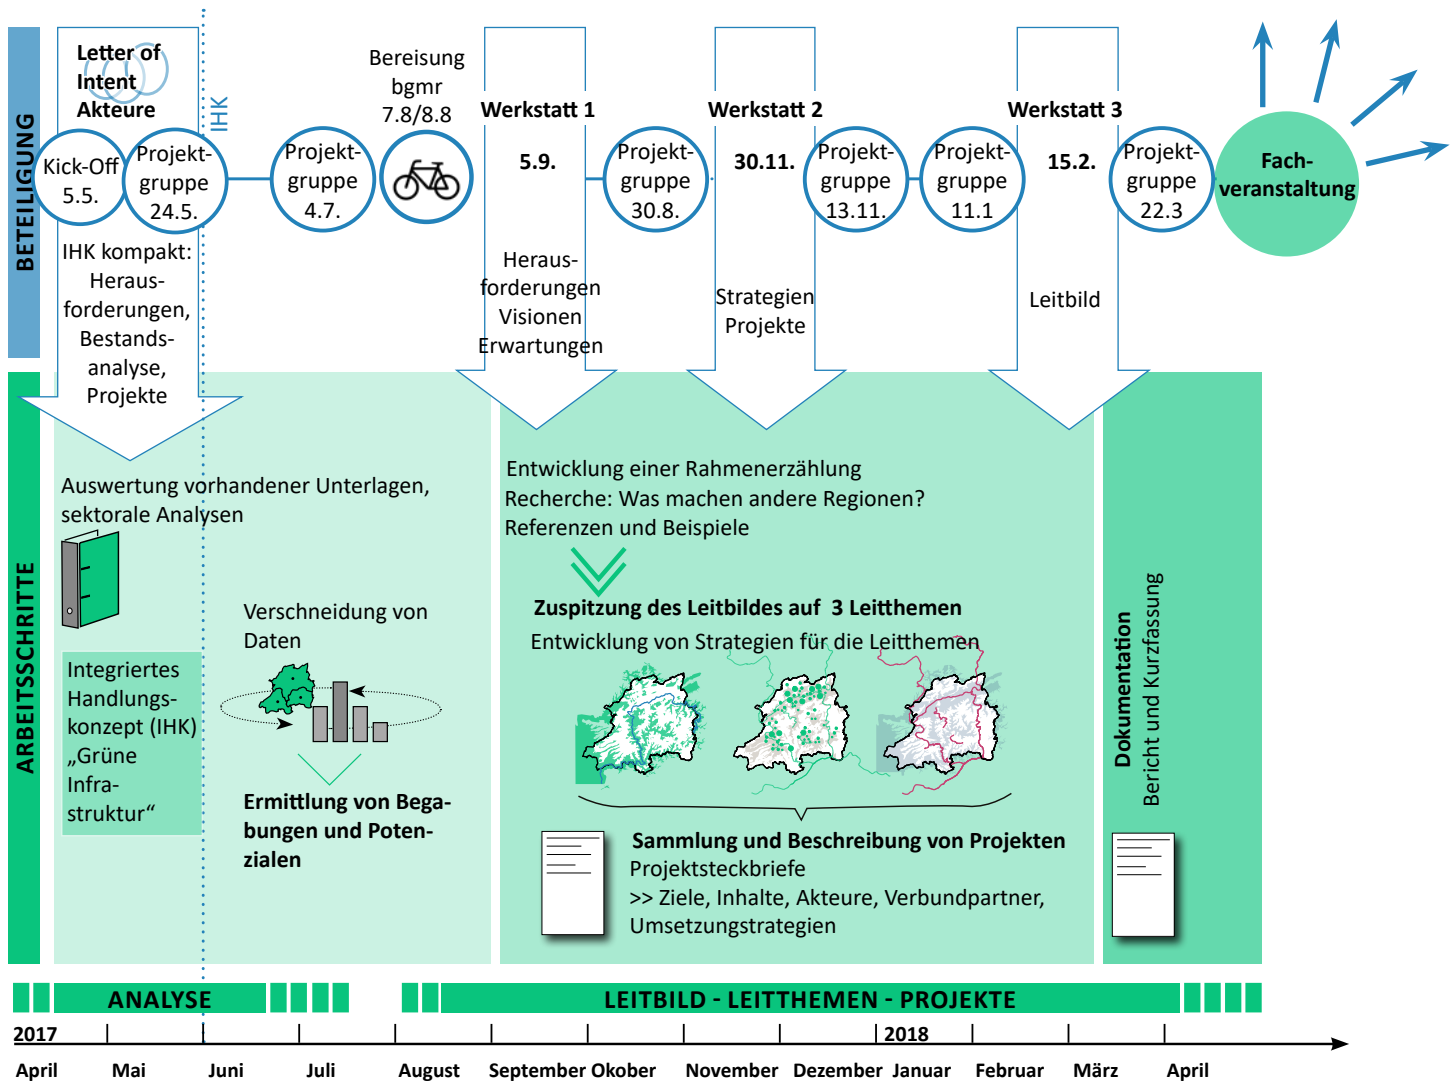 BETEILIGUNG
Letter of
Intent
Akteure
IHK
Kick-Off
5.5.
Projekt-
gruppe
24.5.
IHK kompakt:
Heraus-
forderungen,
Bestands-
analyse,
Projekte
Projekt-
gruppe
4.7.
Bereisung
bgmr
7.8/8.8
Werkstatt 1
5.9.
Heraus-
forderungen
Visionen
Erwartungen
Projekt-
gruppe
30.8.
Werkstatt 2
30.11.
Strategien
Projekte
Projekt-
gruppe
13.11.
Projekt-
gruppe
11.1
Werkstatt 3
15.2.
Leitbild
Projekt-
gruppe
22.3
Fach-
veranstaltung
ARBEITSSCHRITTE
Auswertung vorhandener Unterlagen,
sektorale Analysen
Integriertes
Handlungs-
konzept (IHK)
„Grüne
Infra-
struktur“
Verschneidung von
Daten
Ermittlung von Bega-
bungen und Poten-
zialen
Entwicklung einer Rahmenerzählung
Recherche: Was machen andere Regionen?
Referenzen und Beispiele
Zuspitzung des Leitbildes auf 3 Leitthemen
Entwicklung von Strategien für die Leitthemen
Sammlung und Beschreibung von Projekten
Projektsteckbriefe
>> Ziele, Inhalte, Akteure, Verbundpartner,
Umsetzungstrategien
Dokumentation
Bericht und Kurzfassung
ANALYSE
LEITBILD - LEITTHEMEN - PROJEKTE
2017
2018
April
Mai
Juni
Juli
August
September
Okober
November
Dezember
Januar
Februar
März
April